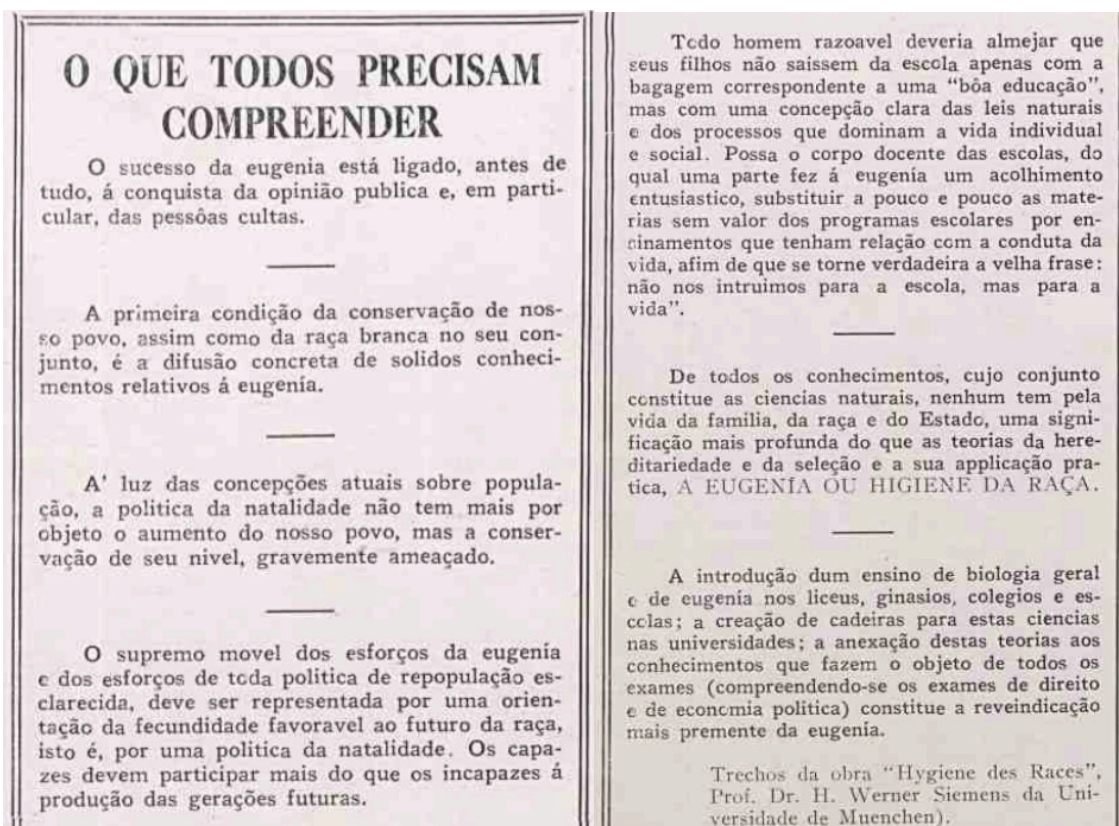 O QUE TODOS PRECISAM
COMPREENDER
O sucesso da eugenia está ligado, antes de
tudo, á conquista da opinião publica e, em parti-
cular, das pessôas cultas.
A primeira condição da conservação de nos-
so povo, assim como da raça branca no seu con-
junto, é a difusão concreta de solidos conheci-
mentos relativos á eugenía.
A' luz das concepções atuais sobre popula-
ção, a politica da natalidade não tem mais por
objeto o aumento do nosso povo, mas a conser-
vação de seu nivel, gravemente ameaçado.
O supremo movel dos esforços da eugenía
e dos esforços de toda politica de repopulação es-
clarecida, deve ser representada por uma orien-
tação da fecundidade favoravel ao futuro da raça,
isto é, por uma politica da natalidade. Os capa-
zes devem participar mais do que os incapazes á
produção das gerações futuras.
Todo homem razoavel deveria almejar que
seus filhos não saissem da escola apenas com a
bagagem correspondente a uma "bôa educação",
mas com uma concepção clara das leis naturais
e dos processos que dominam a vida individual
e social. Possa o corpo docente das escolas, do
qual uma parte fez á eugenía um acolhimento
entusiastico, substituir a pouco e pouco as mate-
rias sem valor dos programas escolares por en-
sinamentos que tenham relação com a conduta da
vida, afim de que se torne verdadeira a velha frase:
não nos intruimos para a escola, mas para a
vida".
De todos os conhecimentos, cujo conjunto
constitue as ciencias naturais, nenhum tem pela
vida da familia, da raça e do Estado, uma signi-
ficação mais profunda do que as teorias da here-
ditariedade e da seleção e a sua applicação pra-
tica, A EUGENÍA OU HIGIENE DA RAÇA.
A introdução dum ensino de biologia geral
e de eugenía nos liceus, ginasios, colegios e es-
colas; a creação de cadeiras para estas ciencias
nas universidades; a anexação destas teorias aos
conhecimentos que fazem o objeto de todos os
exames (compreendendo-se os exames de direito
e de economia politica) constitue a reveindicação
mais premente da eugenía.
Trechos da obra "Hygiene des Races",
Prof. Dr. H. Werner Siemens da Uni-
versidade de Muenchen).